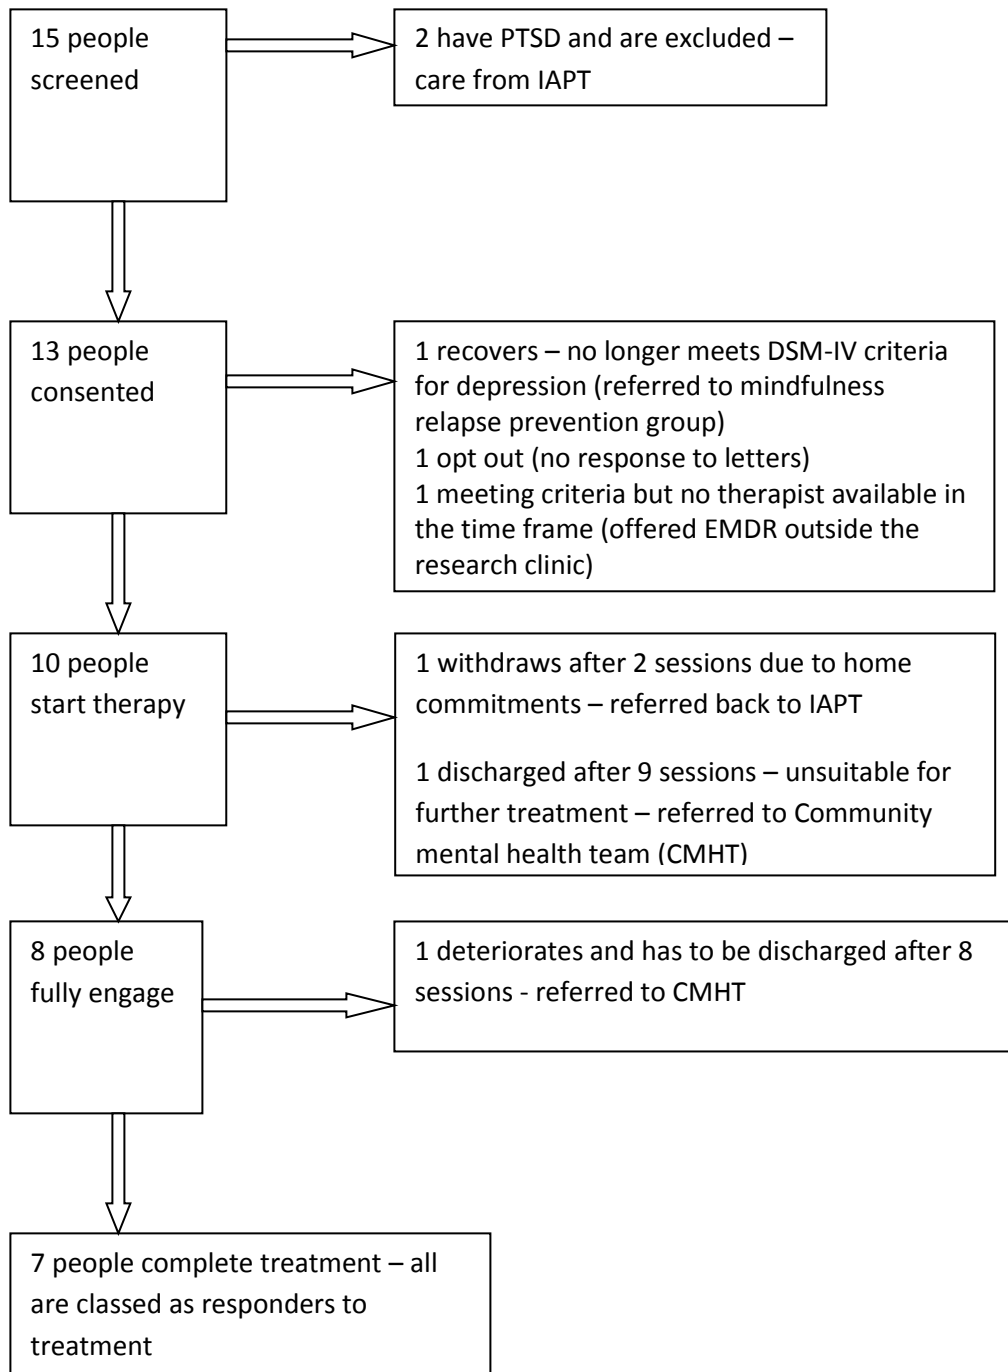 15 people
screened
2 have PTSD and are excluded –
care from IAPT
13 people
consented
1 recovers – no longer meets DSM-IV criteria
for depression (referred to mindfulness
relapse prevention group)
1 opt out (no response to letters)
1 meeting criteria but no therapist available in
the time frame (offered EMDR outside the
research clinic)
10 people
start therapy
1 withdraws after 2 sessions due to home
commitments – referred back to IAPT
1 discharged after 9 sessions – unsuitable for
further treatment – referred to Community
mental health team (CMHT)
8 people
fully engage
1 deteriorates and has to be discharged after 8
sessions - referred to CMHT
7 people complete treatment – all
are classed as responders to
treatment